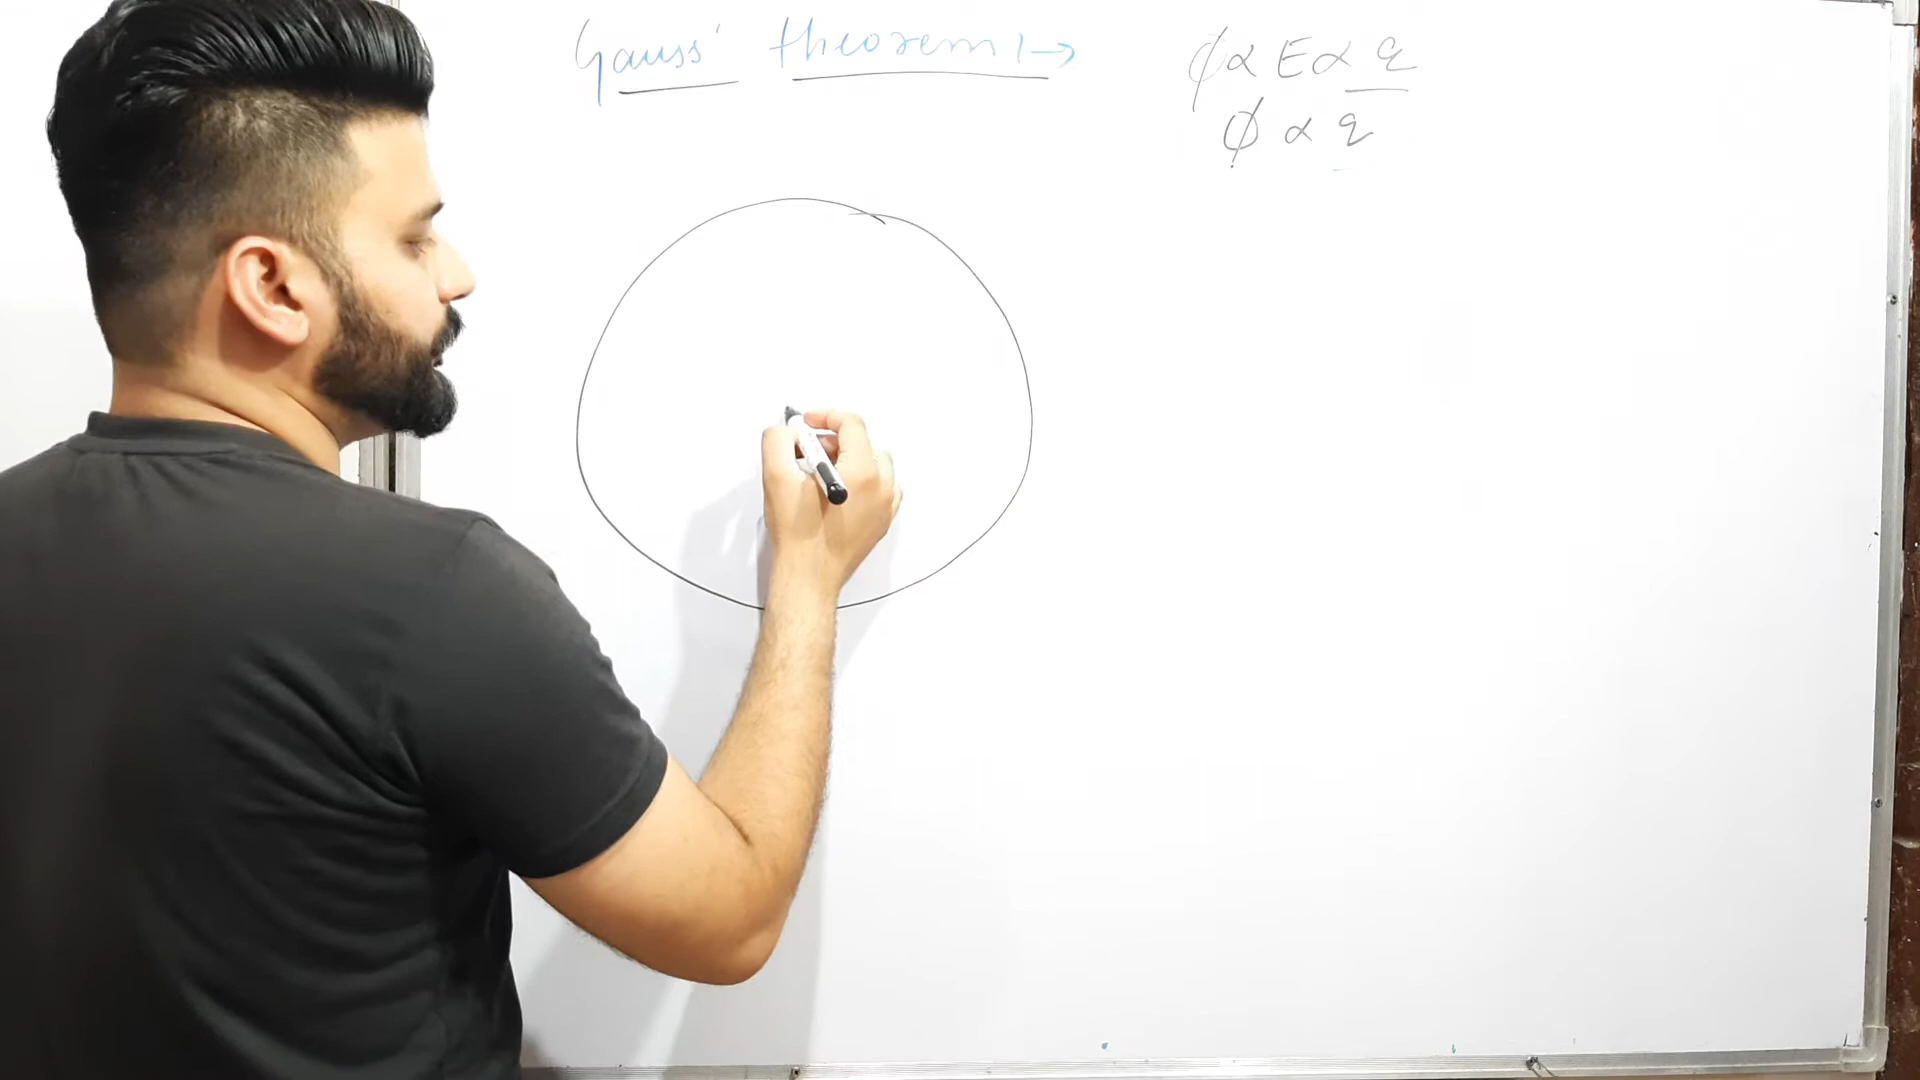 Gauss' theorem :→
ϕ ∝ E ∝ q
ϕ ∝ q